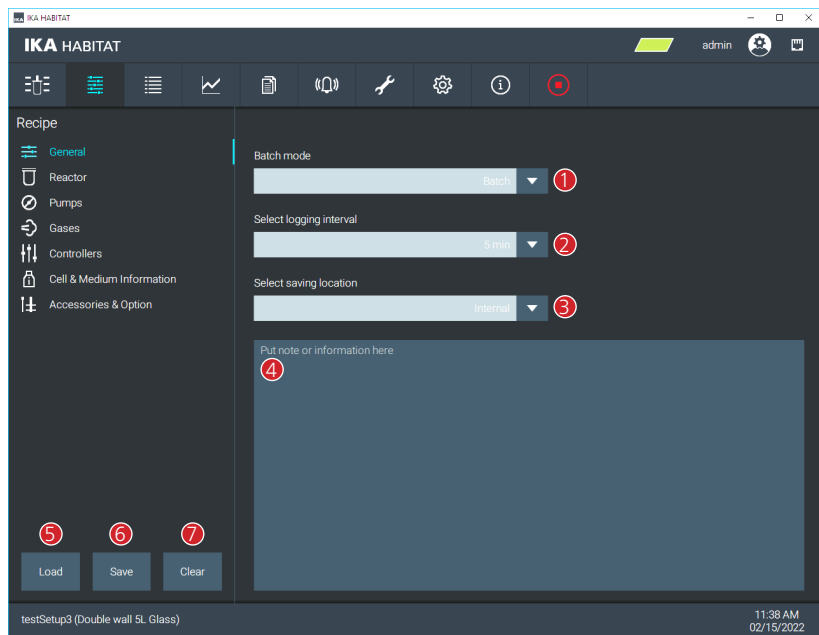 IKA IKA HABITAT
IKA HABITAT
admin
Recipe
General
Reactor
Pumps
Gases
Controllers
Cell & Medium Information
Accessories & Option
Batch mode
Batch
1
Select logging interval
5 min
2
Select saving location
Internal
3
Put note or information here
4
5
6
7
Load
Save
Clear
testSetup3 (Double wall 5L Glass)
11:38 AM
02/15/2022